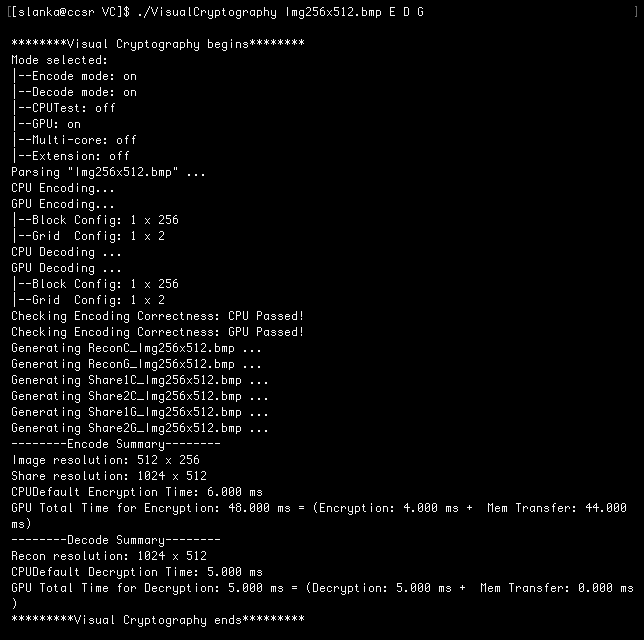 [[slanka@ccsr VC]$ ./VisualCryptography Img256x512.bmp E D G ]
********Visual Cryptography begins********
Mode selected:
|--Encode mode: on
|--Decode mode: on
|--CPUTest: off
|--GPU: on
|--Multi-core: off
|--Extension: off
Parsing "Img256x512.bmp" ...
CPU Encoding...
GPU Encoding...
|--Block Config: 1 x 256
|--Grid  Config: 1 x 2
CPU Decoding ...
GPU Decoding ...
|--Block Config: 1 x 256
|--Grid  Config: 1 x 2
Checking Encoding Correctness: CPU Passed!
Checking Encoding Correctness: GPU Passed!
Generating ReconC_Img256x512.bmp ...
Generating ReconG_Img256x512.bmp ...
Generating Share1C_Img256x512.bmp ...
Generating Share2C_Img256x512.bmp ...
Generating Share1G_Img256x512.bmp ...
Generating Share2G_Img256x512.bmp ...
--------Encode Summary--------
Image resolution: 512 x 256
Share resolution: 1024 x 512
CPUDefault Encryption Time: 6.000 ms
GPU Total Time for Encryption: 48.000 ms = (Encryption: 4.000 ms +  Mem Transfer: 44.000
ms)
--------Decode Summary--------
Recon resolution: 1024 x 512
CPUDefault Decryption Time: 5.000 ms
GPU Total Time for Decryption: 5.000 ms = (Decryption: 5.000 ms +  Mem Transfer: 0.000 ms
)
*********Visual Cryptography ends*********